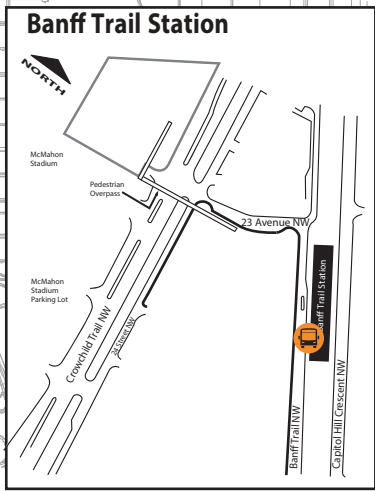 Banff Trail Station
NORTH
McMahon
Stadium
Pedestrian
Overpass
23 Avenue NW
McMahon
Stadium
Parking Lot
Crowchild Trail NW
24 Street NW
Banff Trail Station
Banff Trail NW
Capitol Hill Crescent NW